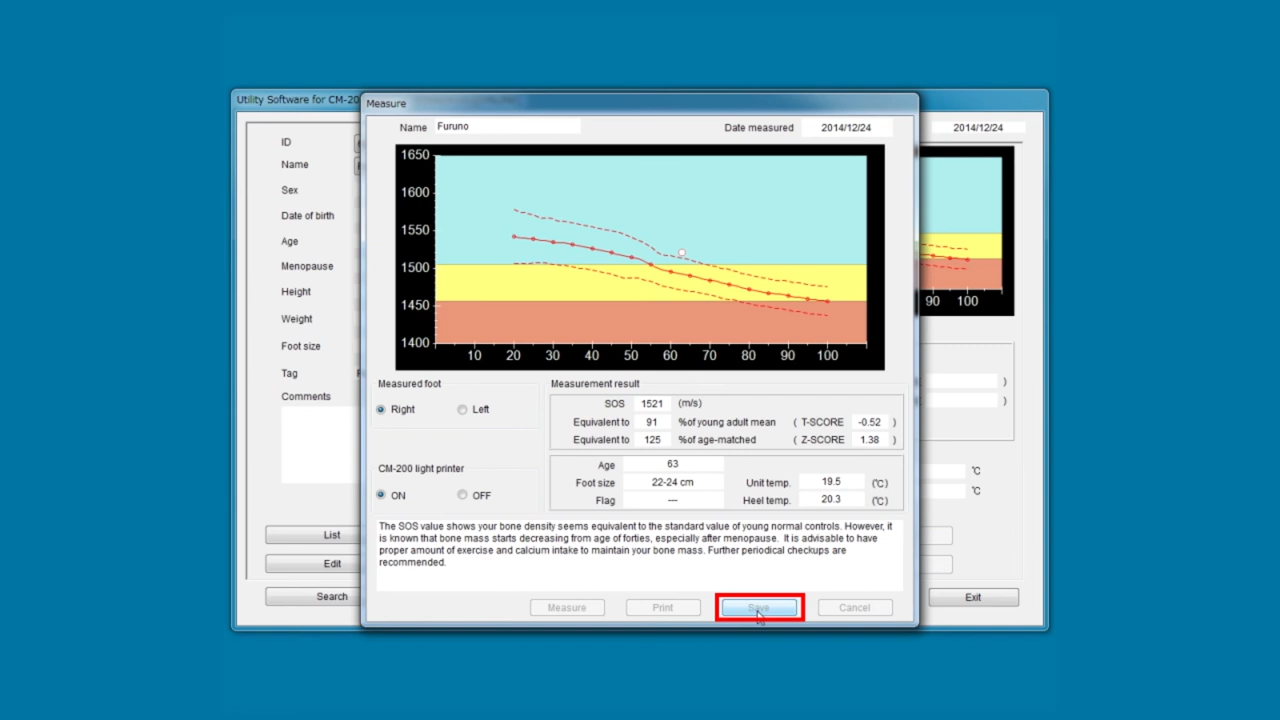 Utility Software for CM-20
Measure
Name Furuno Date measured 2014/12/24
2014/12/24
ID
Name
Sex
Date of birth
Age
Menopause
Height
Weight
Foot size
Tag
Comments
1650
1600
1550
1500
1450
1400
10 20 30 40 50 60 70 80 90 100
90 100
Measured foot
Right Left
CM-200 light printer
ON OFF
Measurement result
SOS 1521 (m/s)
Equivalent to 91 %of young adult mean ( T-SCORE -0.52 )
Equivalent to 125 %of age-matched ( Z-SCORE 1.38 )
Age 63
Foot size 22-24 cm Unit temp. 19.5 (℃)
Flag --- Heel temp. 20.3 (℃)
)
)
℃
℃
The SOS value shows your bone density seems equivalent to the standard value of young normal controls. However, it
is known that bone mass starts decreasing from age of forties, especially after menopause. It is advisable to have
proper amount of exercise and calcium intake to maintain your bone mass. Further periodical checkups are
recommended.
List
Edit
Search
Measure Print Save Cancel
Exit